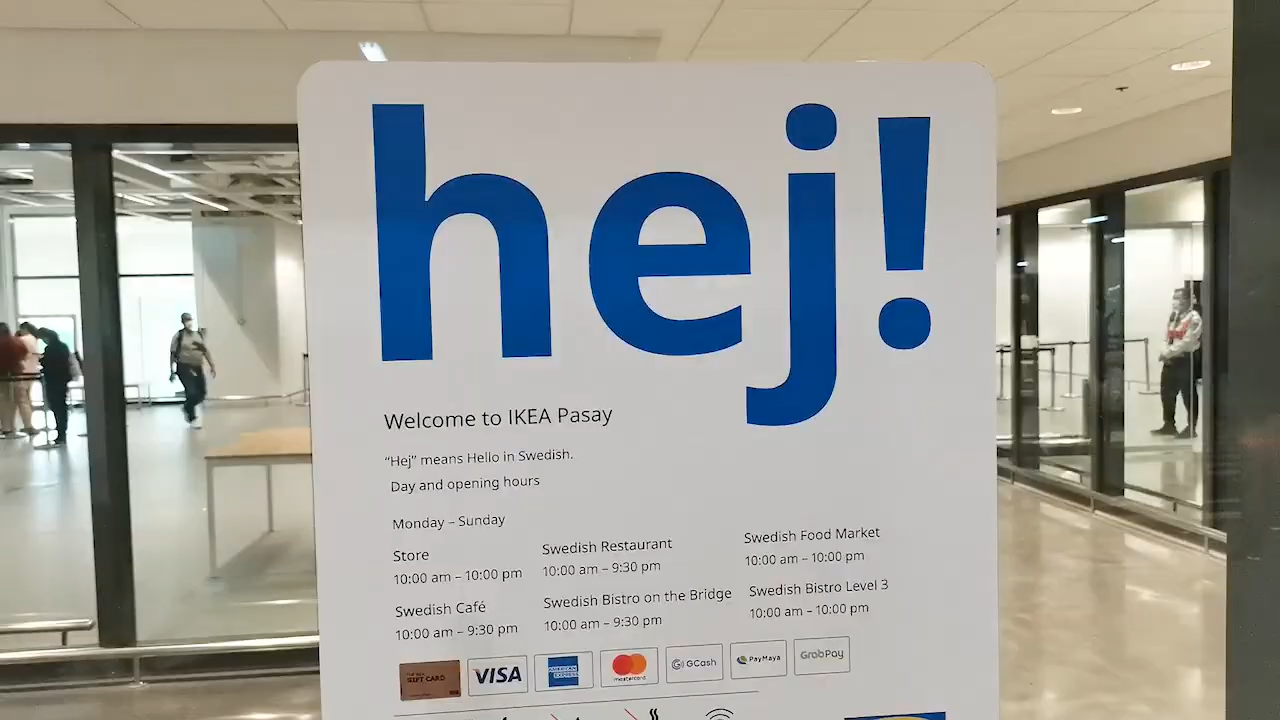 hej!
Welcome to IKEA Pasay
“Hej” means Hello in Swedish.
Day and opening hours
Monday – Sunday
Store
10:00 am – 10:00 pm
Swedish Restaurant
10:00 am – 9:30 pm
Swedish Food Market
10:00 am – 10:00 pm
Swedish Café
10:00 am – 9:30 pm
Swedish Bistro on the Bridge
10:00 am – 9:30 pm
Swedish Bistro Level 3
10:00 am – 10:00 pm
GIFT CARD
VISA
AMERICAN EXPRESS
mastercard
GCash
PayMaya
GrabPay